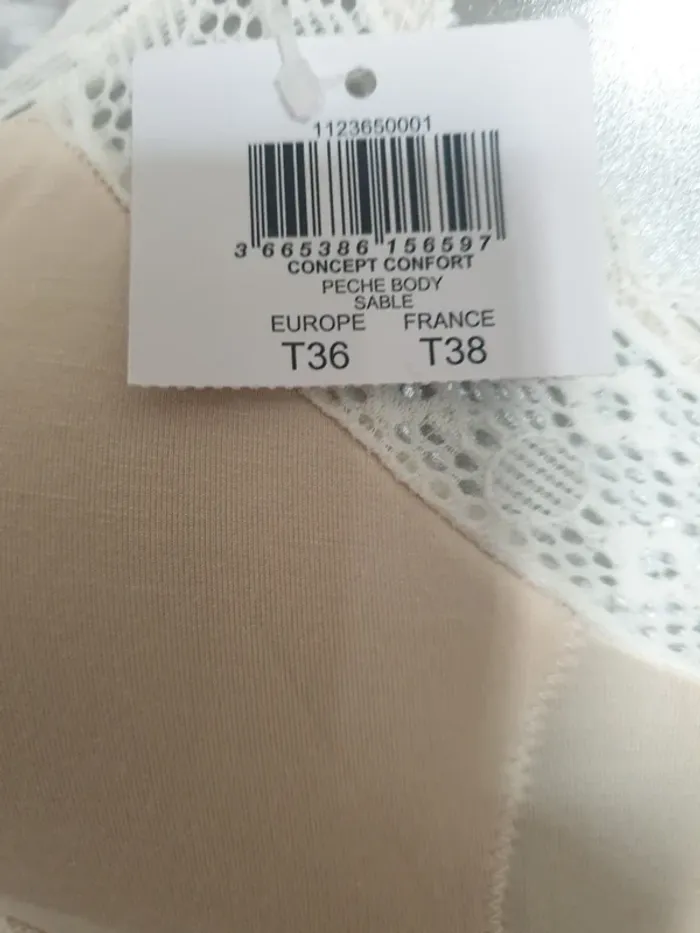 1123650001
3 665386 156597
CONCEPT CONFORT
PECHE BODY
SABLE
EUROPE FRANCE
T36 T38